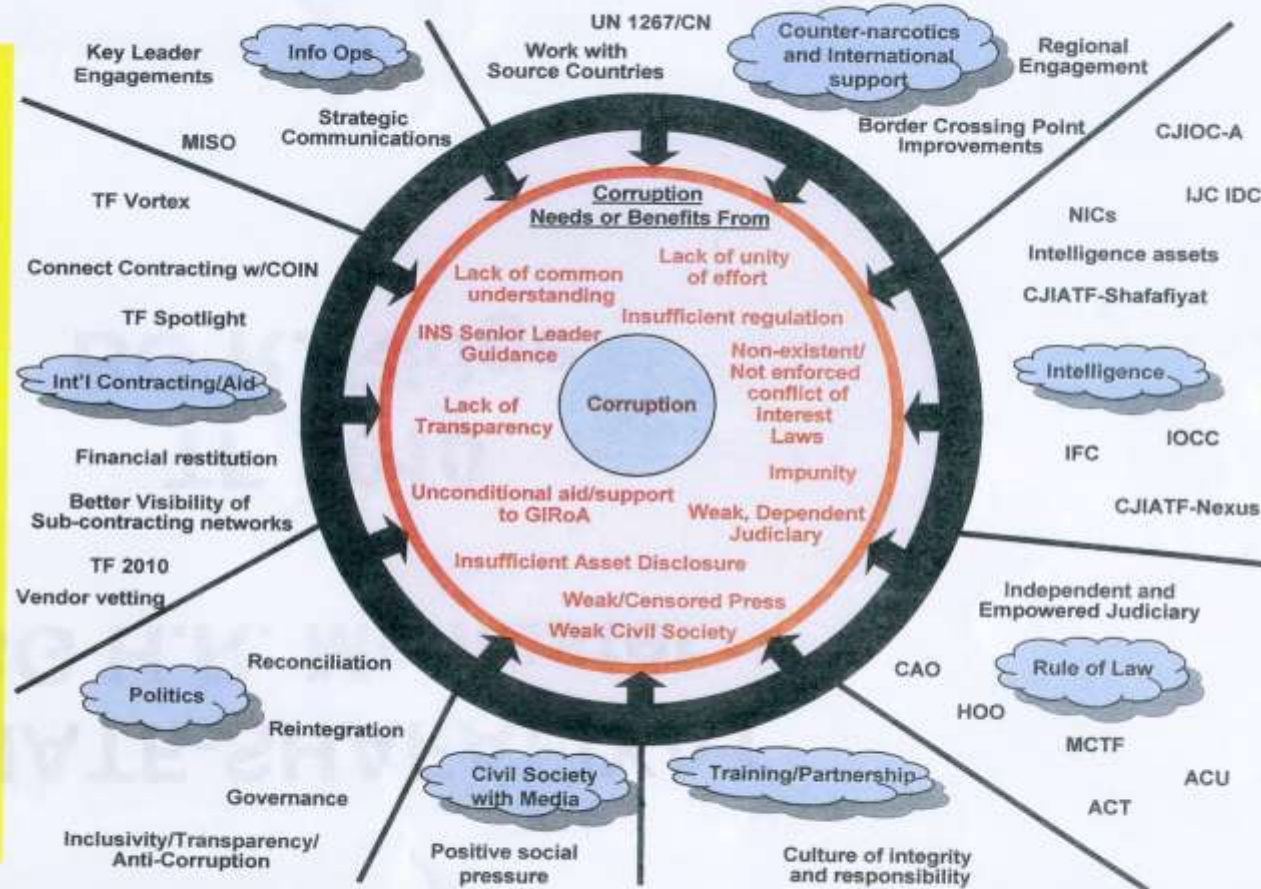 UN 1267/CN
Key Leader
Engagements
Info Ops
Work with
Source Countries
Counter-narcotics
and International
support
Regional
Engagement
MISO
Strategic
Communications
Border Crossing Point
Improvements
CJIOC-A
TF Vortex
Connect Contracting w/COIN
TF Spotlight
Int'l Contracting/Aid
Financial restitution
Better Visibility of
Sub-contracting networks
TF 2010
Vendor vetting
Corruption
Needs or Benefits From
Lack of common
understanding
Lack of unity
of effort
Insufficient regulation
INS Senior Leader
Guidance
Non-existent/
Not enforced
conflict of
interest
Laws
Corruption
Lack of
Transparency
Impunity
Unconditional aid/support
to GIRoA
Weak, Dependent
Judiciary
Insufficient Asset Disclosure
Weak/Censored Press
Weak Civil Society
IJC IDC
NICs
Intelligence assets
CJIATF-Shafafiyat
Intelligence
IOCC
IFC
CJIATF-Nexus
Independent and
Empowered Judiciary
CAO
Rule of Law
HOO
MCTF
ACU
ACT
Politics
Reconciliation
Reintegration
Governance
Inclusivity/Transparency/
Anti-Corruption
Civil Society
with Media
Positive social
pressure
Training/Partnership
Culture of integrity
and responsibility